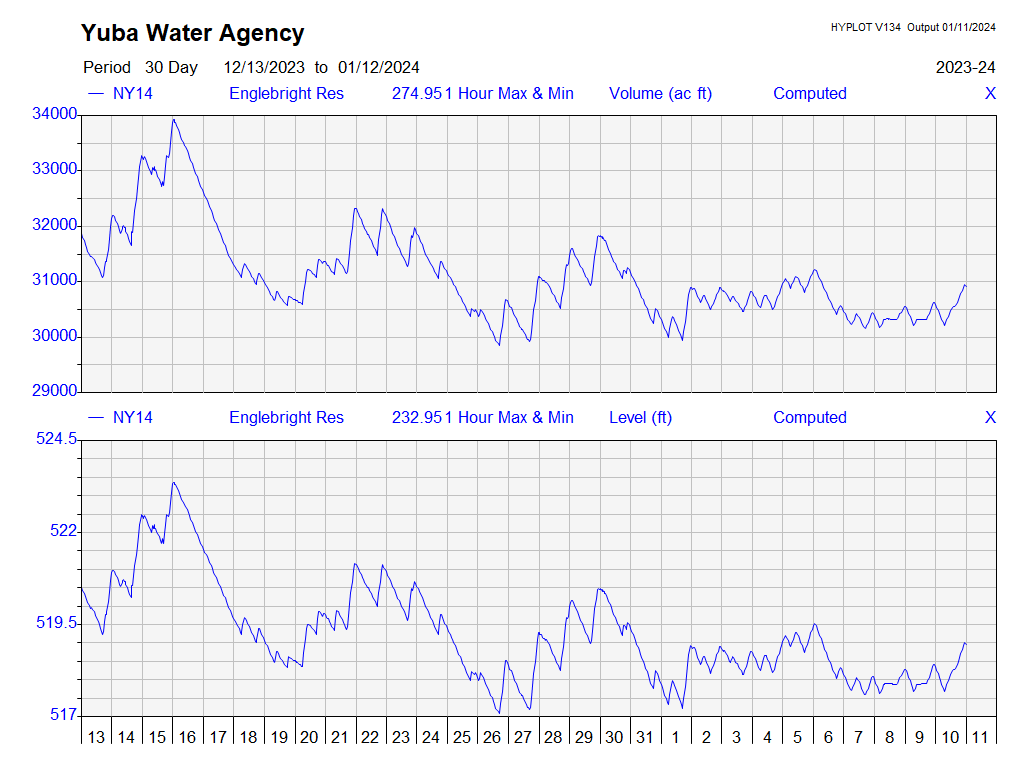 Yuba Water Agency
HYPLOT V134 Output 01/11/2024
Period 30 Day 12/13/2023 to 01/12/2024 2023-24
NY14 Englebright Res 274.95 1 Hour Max & Min Volume (ac ft) Computed X
34000
33000
32000
31000
30000
29000
NY14 Englebright Res 232.95 1 Hour Max & Min Level (ft) Computed X
524.5
522
519.5
517
13 14 15 16 17 18 19 20 21 22 23 24 25 26 27 28 29 30 31 1 2 3 4 5 6 7 8 9 10 11